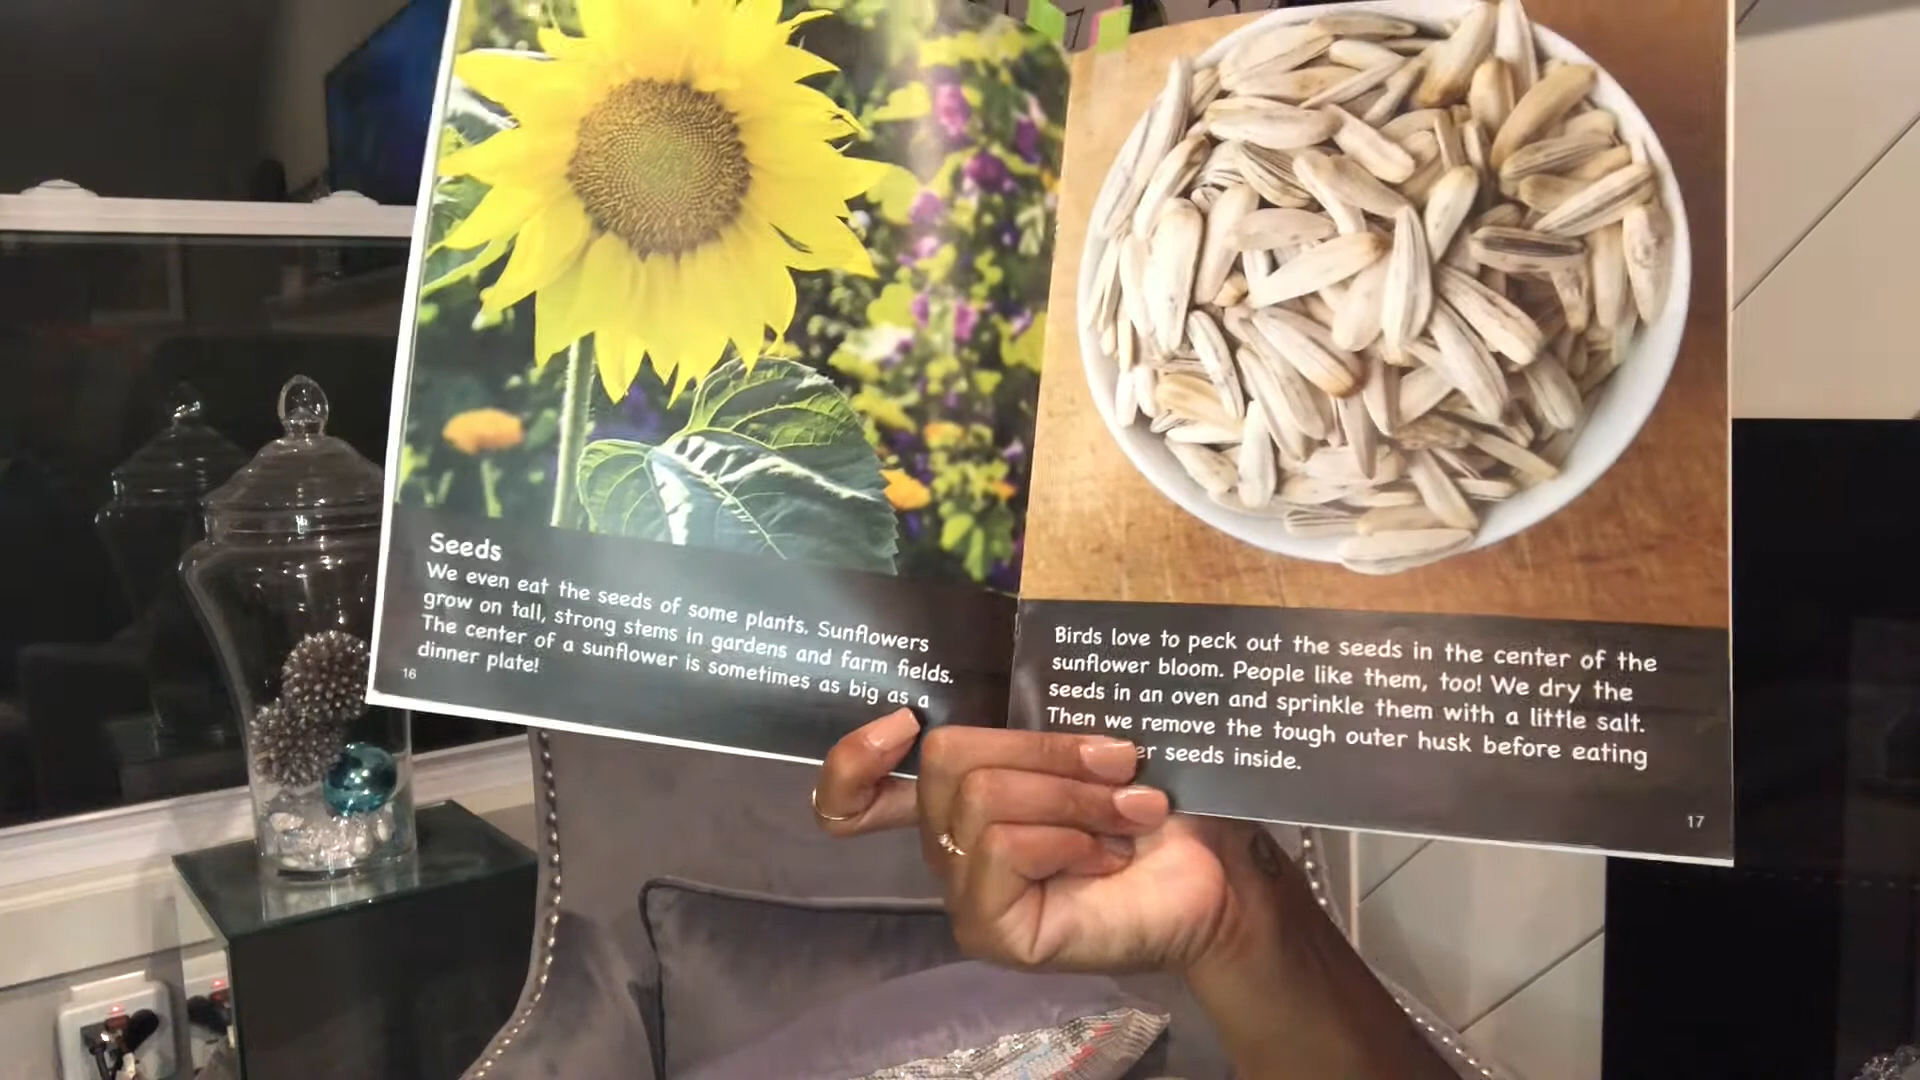 Seeds
We even eat the seeds of some plants. Sunflowers
grow on tall, strong stems in gardens and farm fields.
The center of a sunflower is sometimes as big as a
dinner plate!
16
Birds love to peck out the seeds in the center of the
sunflower bloom. People like them, too! We dry the
seeds in an oven and sprinkle them with a little salt.
Then we remove the tough outer husk before eating
seeds inside.
17